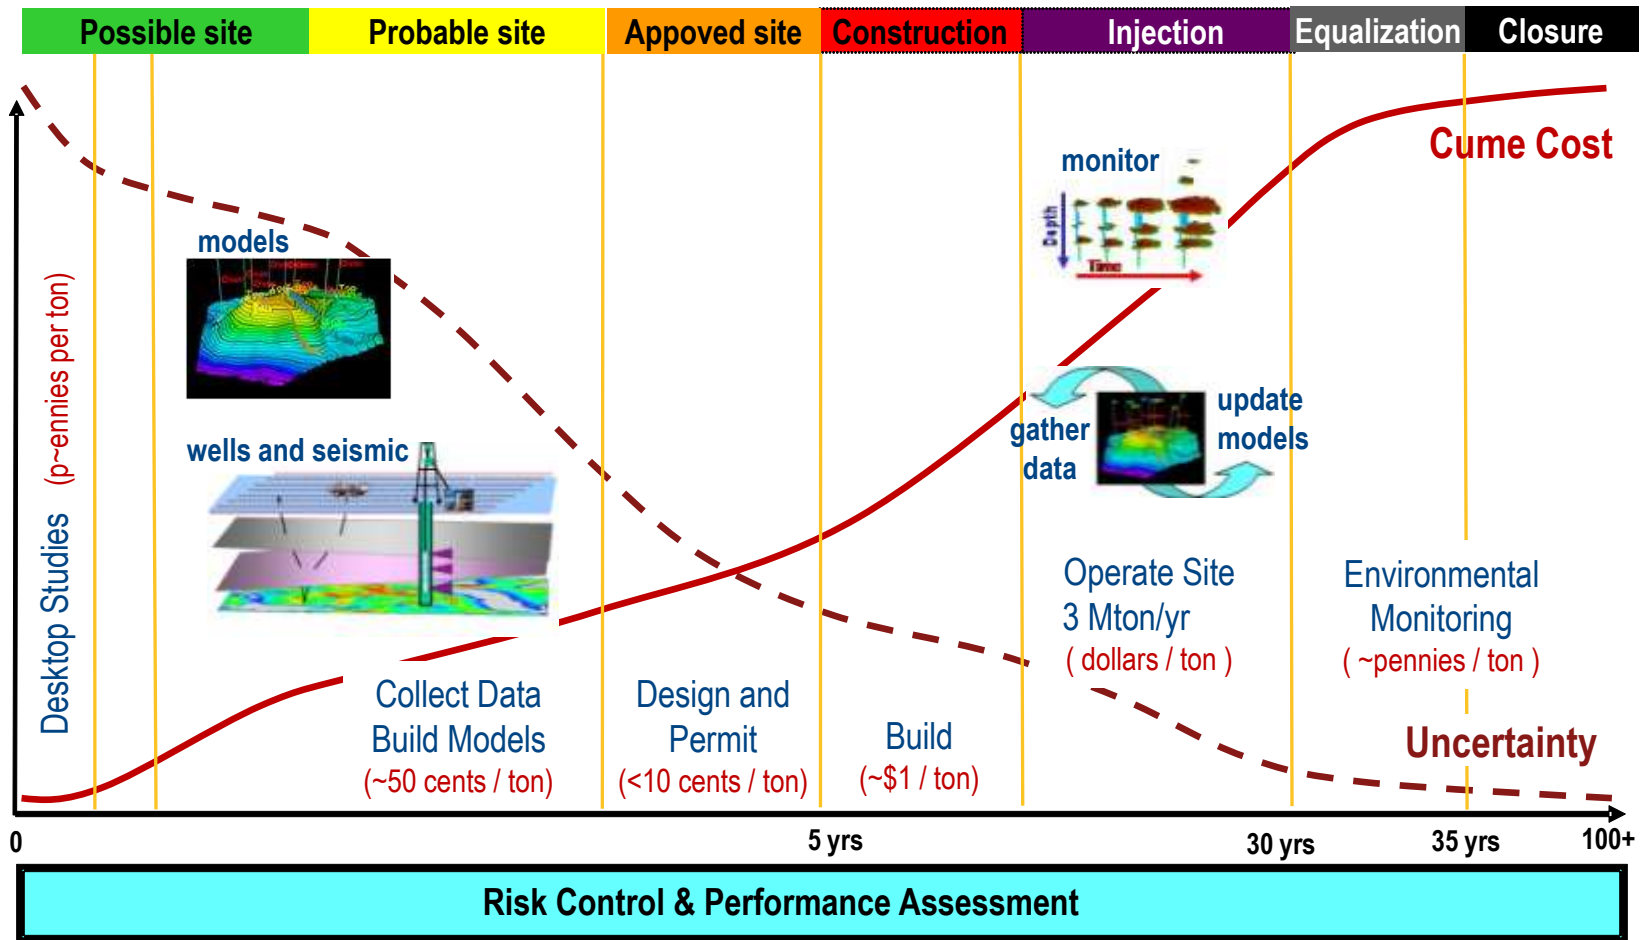 Possible site
Probable site
Appoved site
Construction
Injection
Equalization
Closure
Cume Cost
monitor
Depth
Time
models
(p~ennies per ton)
Desktop Studies
wells and seismic
gather
data
update
models
Operate Site
3 Mton/yr
( dollars / ton )
Environmental
Monitoring
( ~pennies / ton )
Collect Data
Build Models
(~50 cents / ton)
Design and
Permit
(<10 cents / ton)
Build
(~$1 / ton)
Uncertainty
0
5 yrs
30 yrs
35 yrs
100+
Risk Control & Performance Assessment